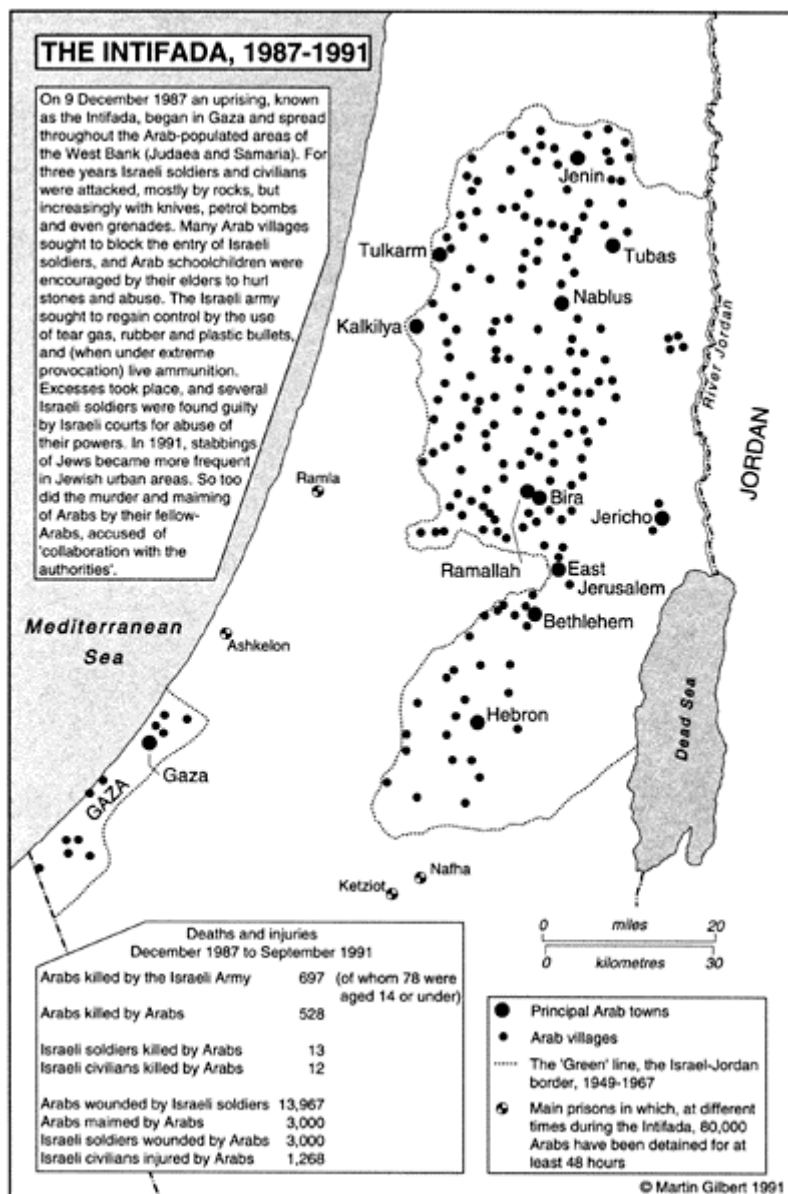 THE INTIFADA, 1987-1991
On 9 December 1987 an uprising, known
as the Intifada, began in Gaza and spread
throughout the Arab-populated areas of
the West Bank (Judaea and Samaria). For
three years Israeli soldiers and civilians
were attacked, mostly by rocks, but
increasingly with knives, petrol bombs
and even grenades. Many Arab villages
sought to block the entry of Israeli
soldiers, and Arab schoolchildren were
encouraged by their elders to hurl
stones and abuse. The Israeli army
sought to regain control by the use
of tear gas, rubber and plastic bullets,
and (when under extreme
provocation) live ammunition.
Excesses took place, and several
Israeli soldiers were found guilty
by Israeli courts for abuse of
their powers. In 1991, stabbings
of Jews became more frequent
in Jewish urban areas. So too
did the murder and maiming
of Arabs by their fellow-
Arabs, accused of
'collaboration with the
authorities'.
Jenin
Tulkarm
Tubas
Nablus
Kalkilya
River Jordan
JORDAN
Ramla
Bira
Jericho
Ramallah
East
Jerusalem
Bethlehem
Mediterranean
Sea
Ashkelon
Dead Sea
Hebron
Gaza
GAZA
Nafha
Ketziot
0 miles 20
0 kilometres 30
Deaths and injuries
December 1987 to September 1991
Arabs killed by the Israeli Army 697 (of whom 78 were
aged 14 or under)
Arabs killed by Arabs 528
Israeli soldiers killed by Arabs 13
Israeli civilians killed by Arabs 12
Arabs wounded by Israeli soldiers 13,967
Arabs maimed by Arabs 3,000
Israeli soldiers wounded by Arabs 3,000
Israeli civilians injured by Arabs 1,268
Principal Arab towns
Arab villages
The 'Green' line, the Israel-Jordan
border, 1949-1967
Main prisons in which, at different
times during the Intifada, 80,000
Arabs have been detained for at
least 48 hours
© Martin Gilbert 1991